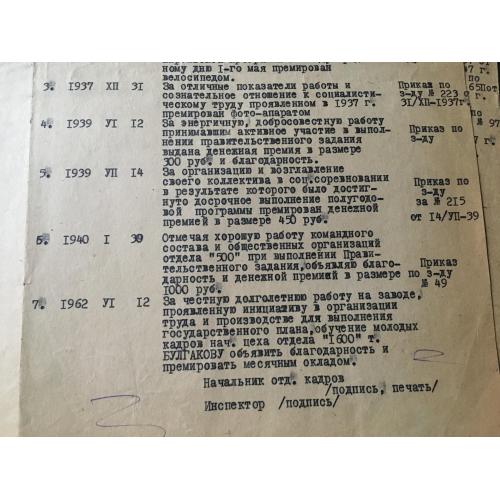 ному дню I-го мая премирован
велосипедом.
3. I937 ХП 3I За отличные показатели работы и Приказ по
сознательное отношение к социалисти- з-ду № 223 от
ческому труду проявленном в I937 г. 3I/ХП-I937г.
премирован фото-аппаратом
4. I939 УI I2 За энергичную, добросовестную работу
принимавшим активное участие в выпол- Приказ по
нении правительственного задания з-ду
выдана денежная премия в размере
300 руб. и благодарность.
5. I939 УП I4 За организацию и возглавление
своего коллектива в соц.соревновании Приказ по
в результате которого было достиг- з-ду
нуто досрочное выполнение полугодо- за № 2I5
вой программы премирован денежной от I4/УП-39
премией в размере 450 руб.
6. I940 I 39 Отмечая хорошую работу командного
состава и общественных организаций
отдела "500" при выполнении Прави-
тельственного задания,объявляю благо- Приказ
дарность и денежной премией в размере по з-ду
I000 руб. № 49
7. I962 УI I2 За честную долголетнюю работу на заводе,
проявленную инициативу в организации
труда и производстве для выполнения
государственного плана,обучение молодых
кадров нач. цеха отдела "I600" т.
БУЛГАКОВУ объявить благодарность и
премировать месячным окладом.
Начальник отд. кадров
/подпись, печать/
Инспектор /подпись/